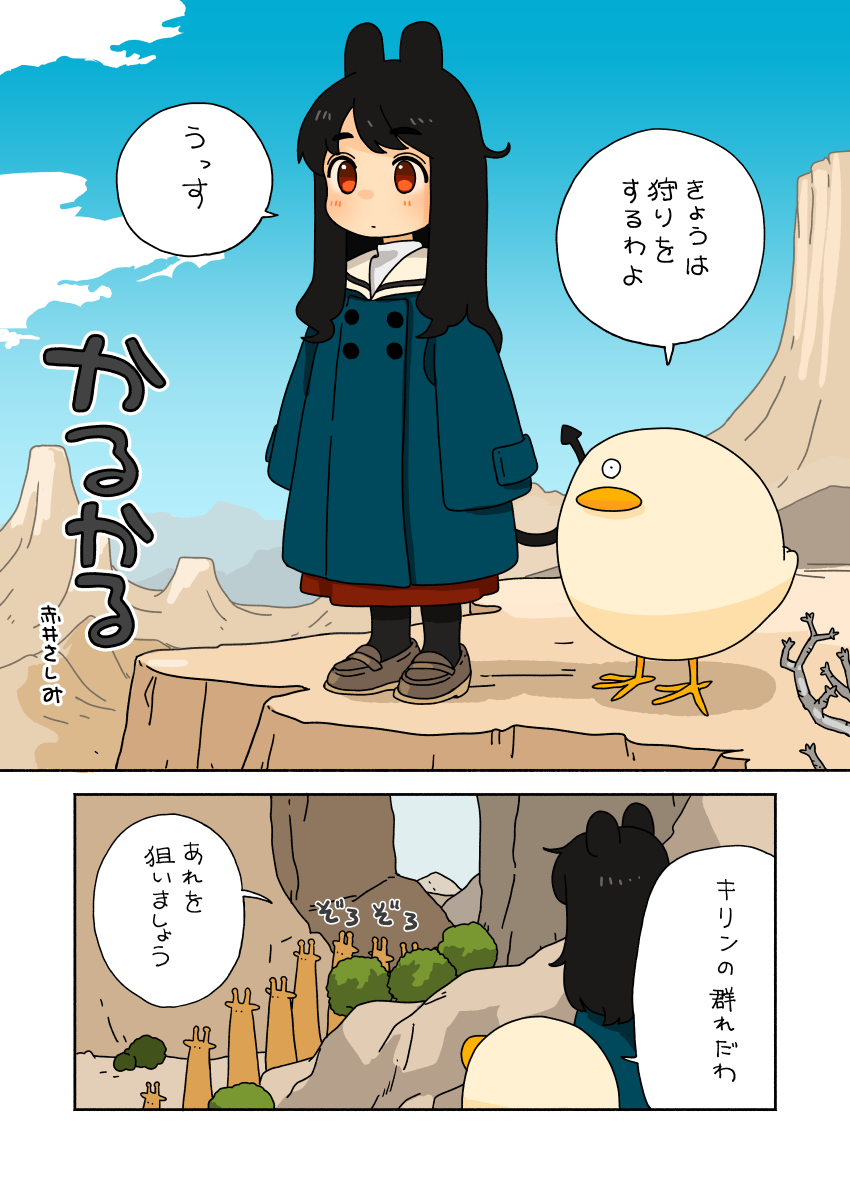 きょうは
狩りを
するわよ
うっす
かるかる
赤井さしみ
キリンの群れだわ
ぞろぞろ
あれを
狙いましょう